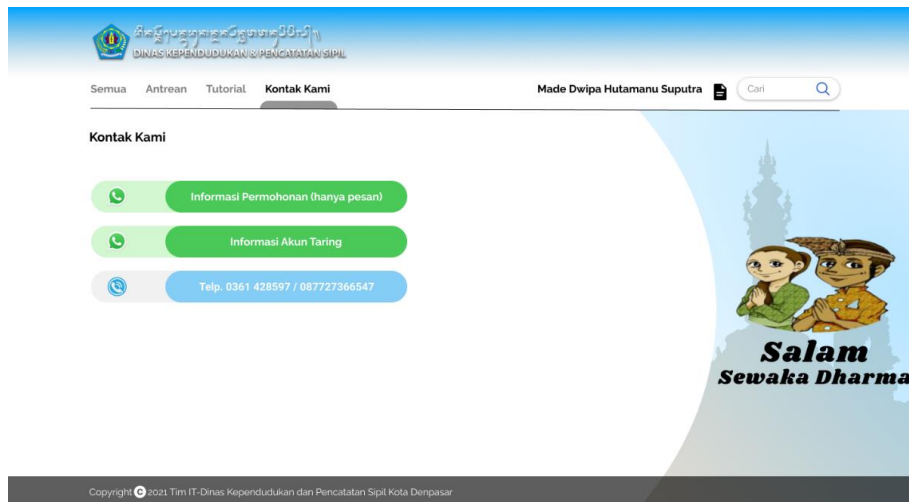 DINAS KEPENDUDUKAN & PENCATATAN SIPIL
Semua Antrean Tutorial Kontak Kami Made Dwipa Hutamanu Suputra Cari
Kontak Kami
Informasi Permohonan (hanya pesan)
Informasi Akun Taring
Telp. 0361 428597 / 087727366547
Salam
Sewaka Dharma
Copyright C 2021 Tim IT-Dinas Kependudukan dan Pencatatan Sipil Kota Denpasar